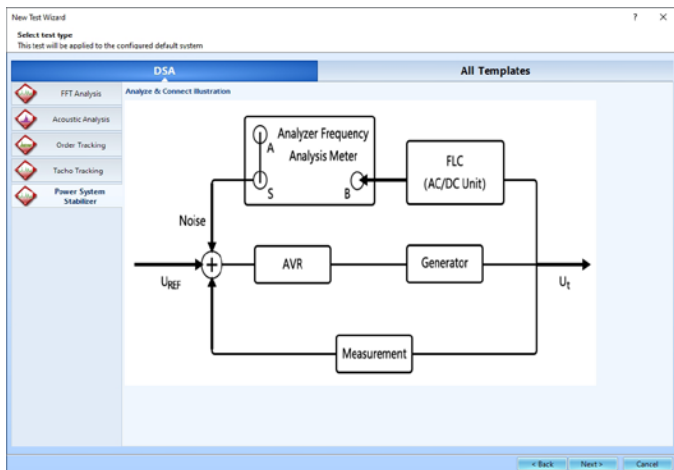 New Test Wizard
Select test type
This test will be applied to the configured default system
DSA
All Templates
FFT Analysis
Acoustic Analysis
Order Tracking
Tacho Tracking
Power System
Stabilizer
Analyze & Connect illustration
Analyzer Frequency
Analysis Meter
A
S
B
FLC
(AC/DC Unit)
Noise
UREF
+
AVR
Generator
Ut
Measurement
< Back
Next >
Cancel